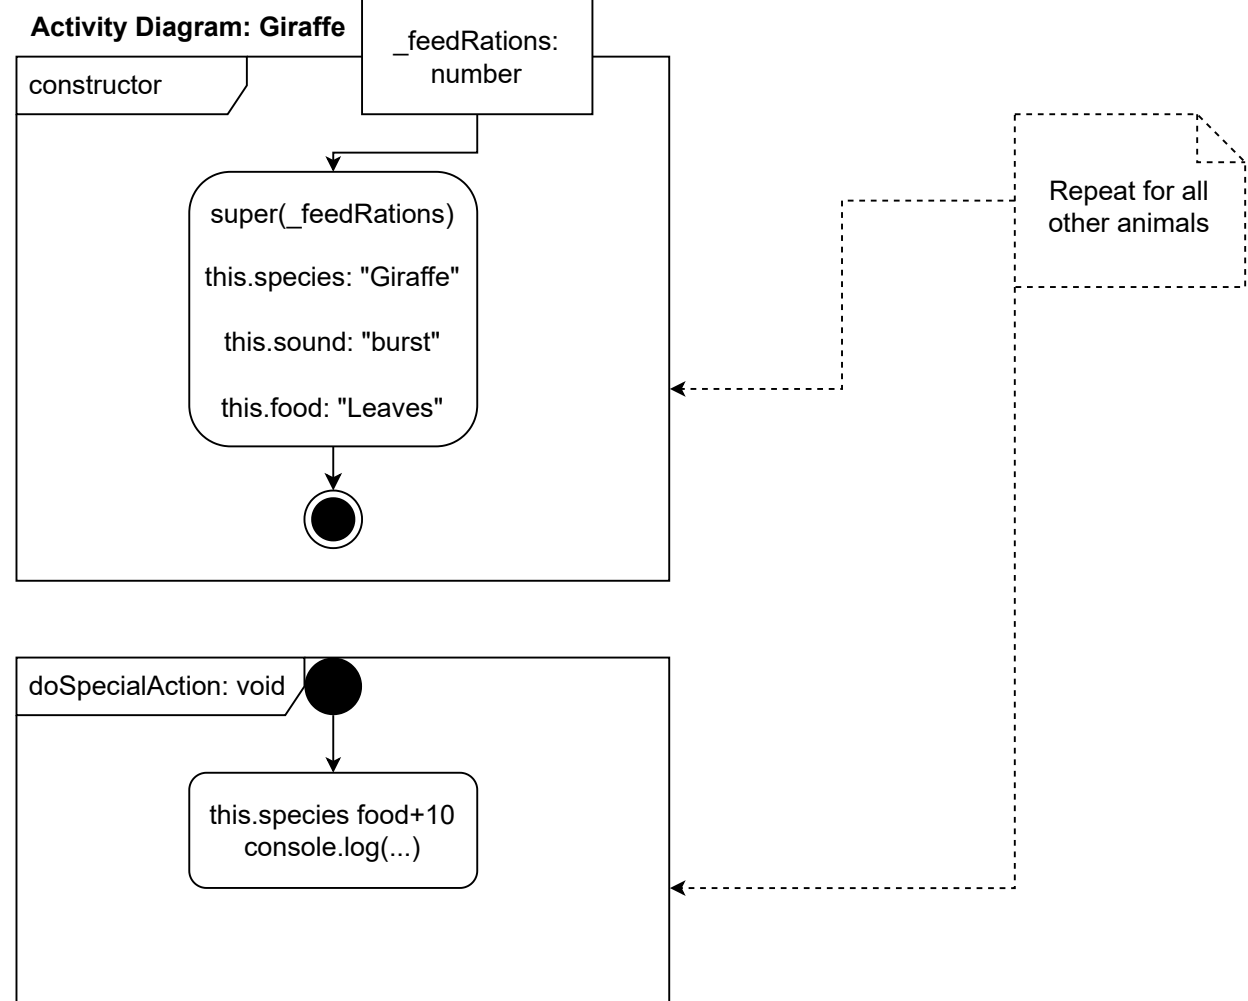 Activity Diagram: Giraffe
_feedRations:
number
constructor
super(_feedRations)
this.species: "Giraffe"
this.sound: "burst"
this.food: "Leaves"
Repeat for all
other animals
doSpecialAction: void
this.species food+10
console.log(...)